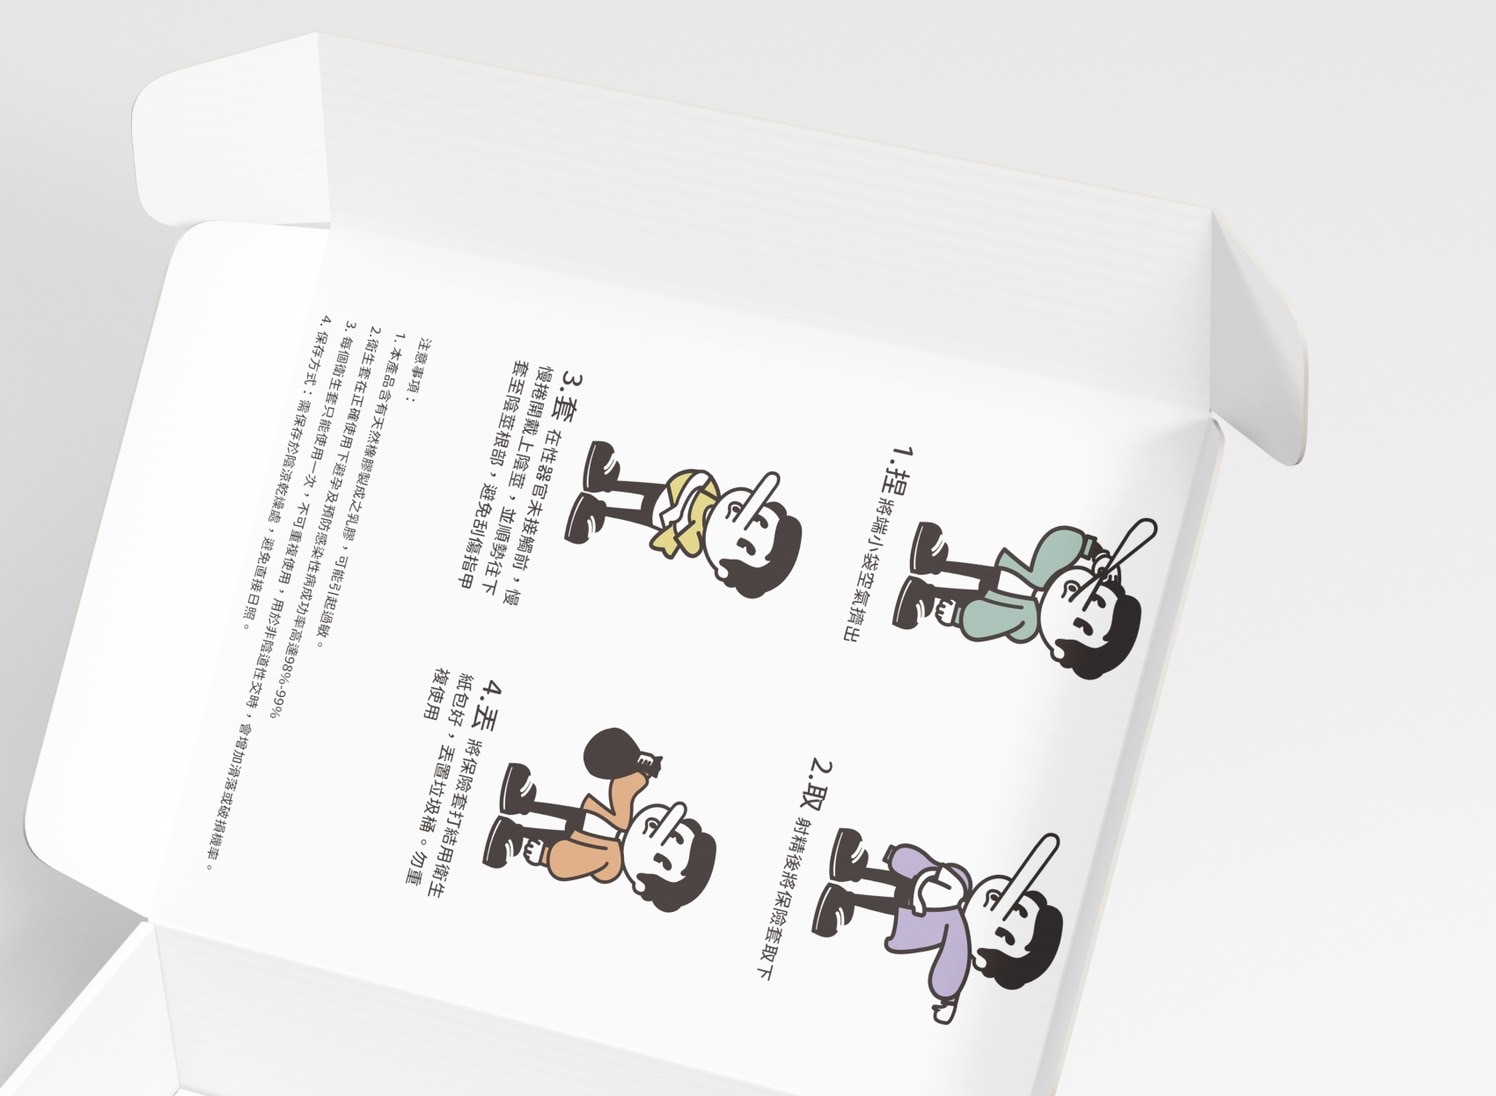 1.捏 將端小袋空氣擠出
2.取 射精後將保險套取下
3.套 在性器官未接觸前，慢
慢捲開戴上陰莖，並順勢往下
套至陰莖根部，避免刮傷指甲
4.丟 將保險套打結用衛生
紙包好，丟置垃圾桶。勿重
複使用
注意事項：
1. 本產品含有天然橡膠製成之乳膠，可能引起過敏。
2.衛生套在正確使用下避孕及預防感染性病成功率高達98%-99%
3. 每個衛生套只能使用一次，不可重複使用，用於非陰道性交時，會增加滑落或破損機率。
4. 保存方式：需保存於陰涼乾燥處，避免直接日照。